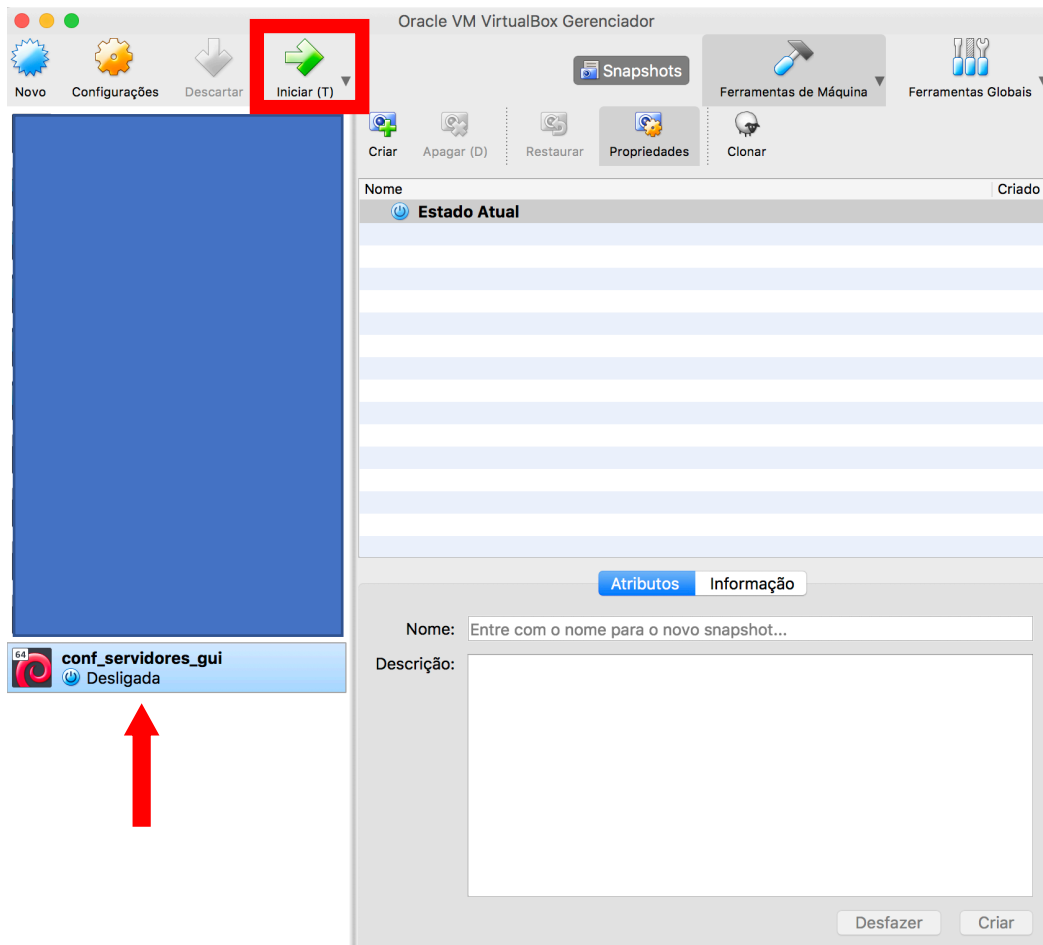 Oracle VM VirtualBox Gerenciador
Novo
Configurações
Descartar
Iniciar (T)
Snapshots
Ferramentas de Máquina
Ferramentas Globais
Criar
Apagar (D)
Restaurar
Propriedades
Clonar
Nome
Criado
Estado Atual
Atributos
Informação
Nome:
Entre com o nome para o novo snapshot...
Descrição:
64
conf_servidores_gui
Desligada
Desfazer
Criar